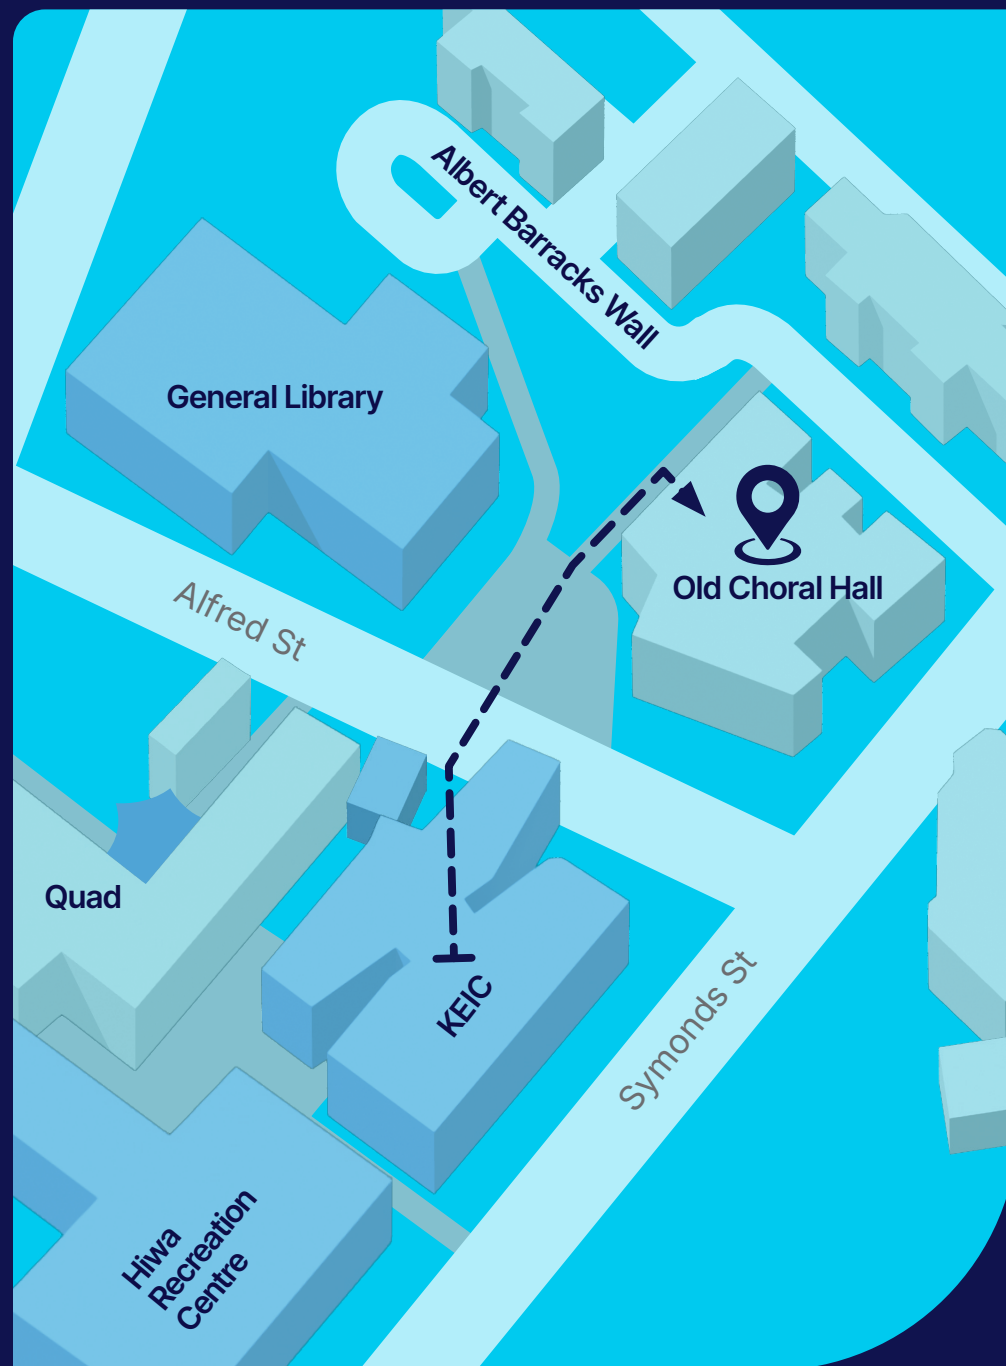 Albert Barracks Wall
General Library
Old Choral Hall
Alfred St
Quad
KEIC
Symonds St
Hiwa
Recreation
Centre